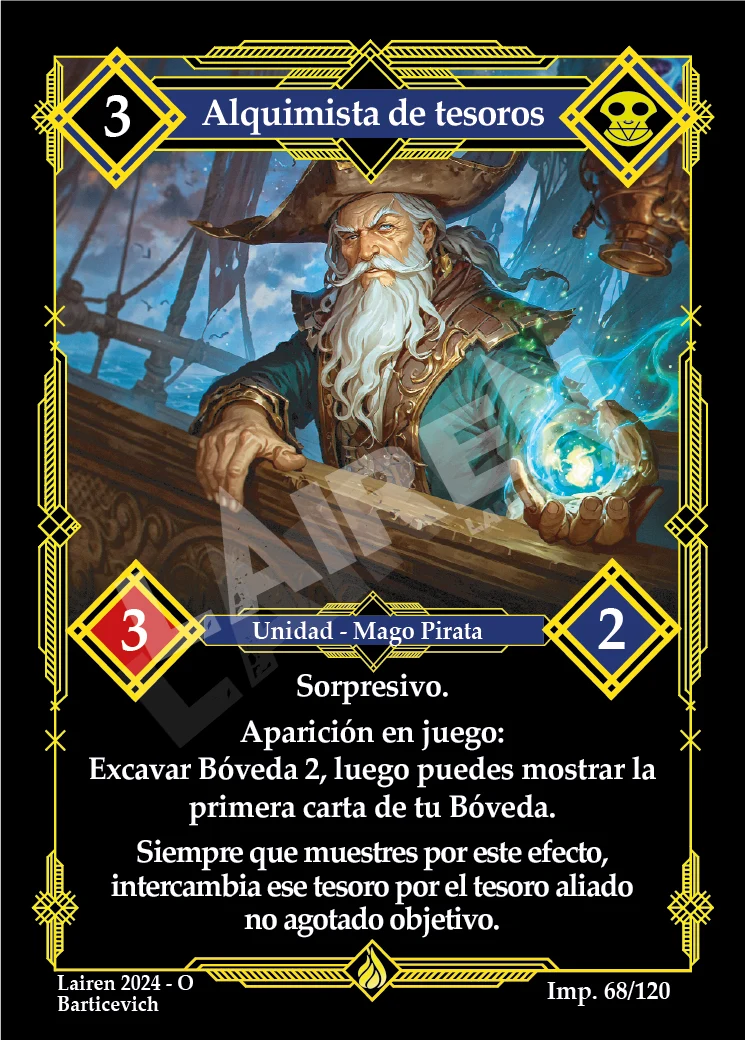 3
Alquimista de tesoros
LAIREN
3
Unidad - Mago Pirata
2
Sorpresivo.
Aparición en juego:
Excavar Bóveda 2, luego puedes mostrar la
primera carta de tu Bóveda.
Siempre que muestres por este efecto,
intercambia ese tesoro por el tesoro aliado
no agotado objetivo.
Lairen 2024 - O
Barticevich
Imp. 68/120